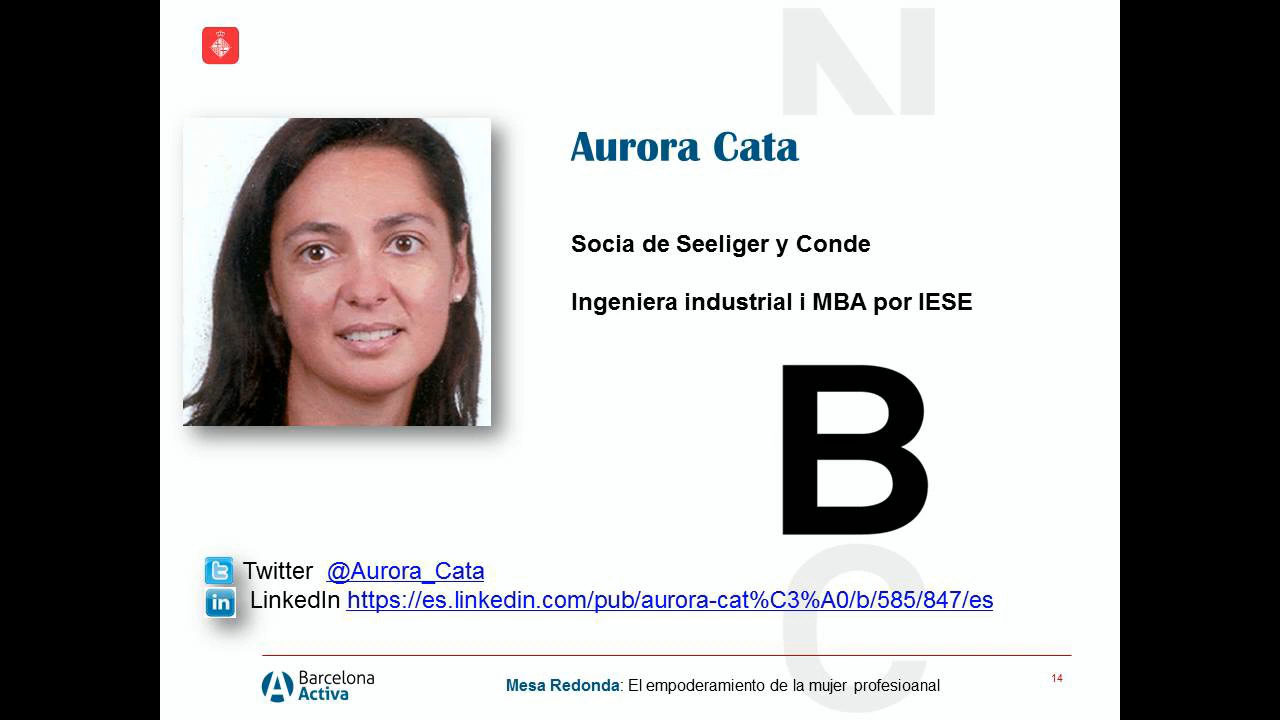 N
Aurora Cata
Socia de Seeliger y Conde
Ingeniera industrial i MBA por IESE
B
C
Twitter @Aurora_Cata
LinkedIn https://es.linkedin.com/pub/aurora-cat%C3%A0/b/585/847/es
Barcelona
Activa
Mesa Redonda: El empoderamiento de la mujer profesioanal
14